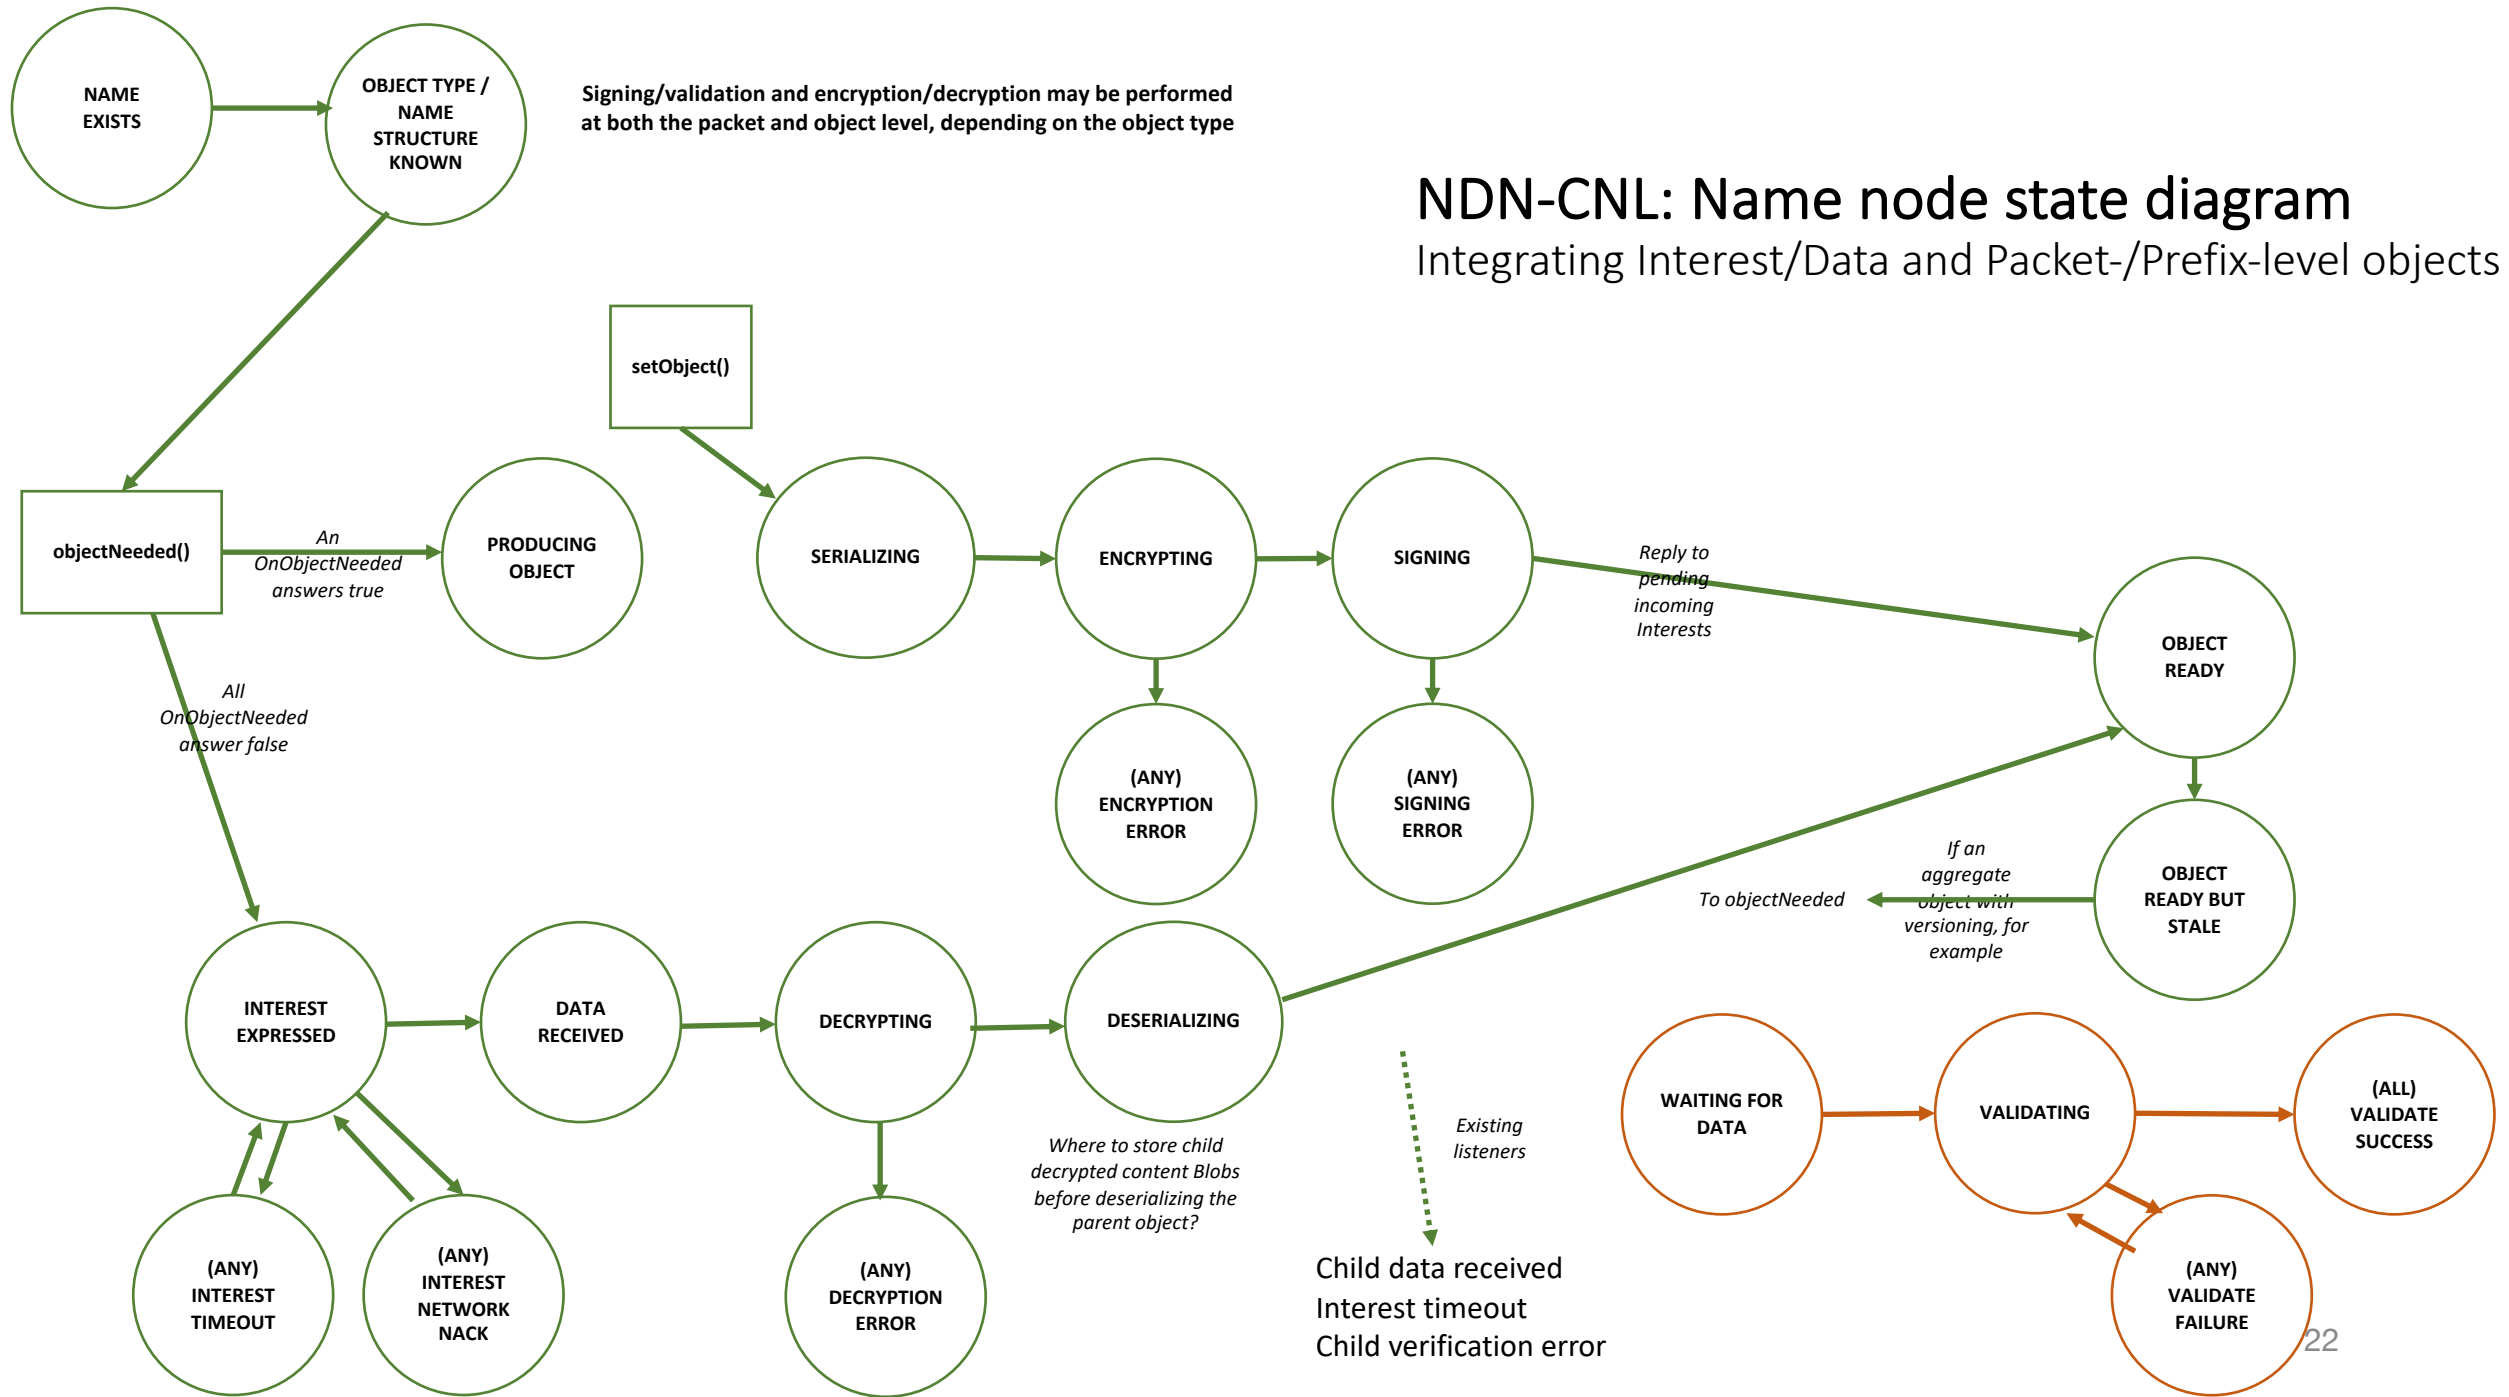 NAME
EXISTS
OBJECT TYPE /
NAME
STRUCTURE
KNOWN
Signing/validation and encryption/decryption may be performed
at both the packet and object level, depending on the object type
NDN-CNL: Name node state diagram
Integrating Interest/Data and Packet-/Prefix-level objects
setObject()
objectNeeded()
An
OnObjectNeeded
answers true
PRODUCING
OBJECT
SERIALIZING
ENCRYPTING
SIGNING
Reply to
pending
incoming
Interests
OBJECT
READY
All
OnObjectNeeded
answer false
(ANY)
ENCRYPTION
ERROR
(ANY)
SIGNING
ERROR
To objectNeeded
If an
aggregate
object with
versioning, for
example
OBJECT
READY BUT
STALE
INTEREST
EXPRESSED
DATA
RECEIVED
DECRYPTING
DESERIALIZING
Where to store child
decrypted content Blobs
before deserializing the
parent object?
Existing
listeners
WAITING FOR
DATA
VALIDATING
(ALL)
VALIDATE
SUCCESS
(ANY)
INTEREST
TIMEOUT
(ANY)
INTEREST
NETWORK
NACK
(ANY)
DECRYPTION
ERROR
Child data received
Interest timeout
Child verification error
(ANY)
VALIDATE
FAILURE
22